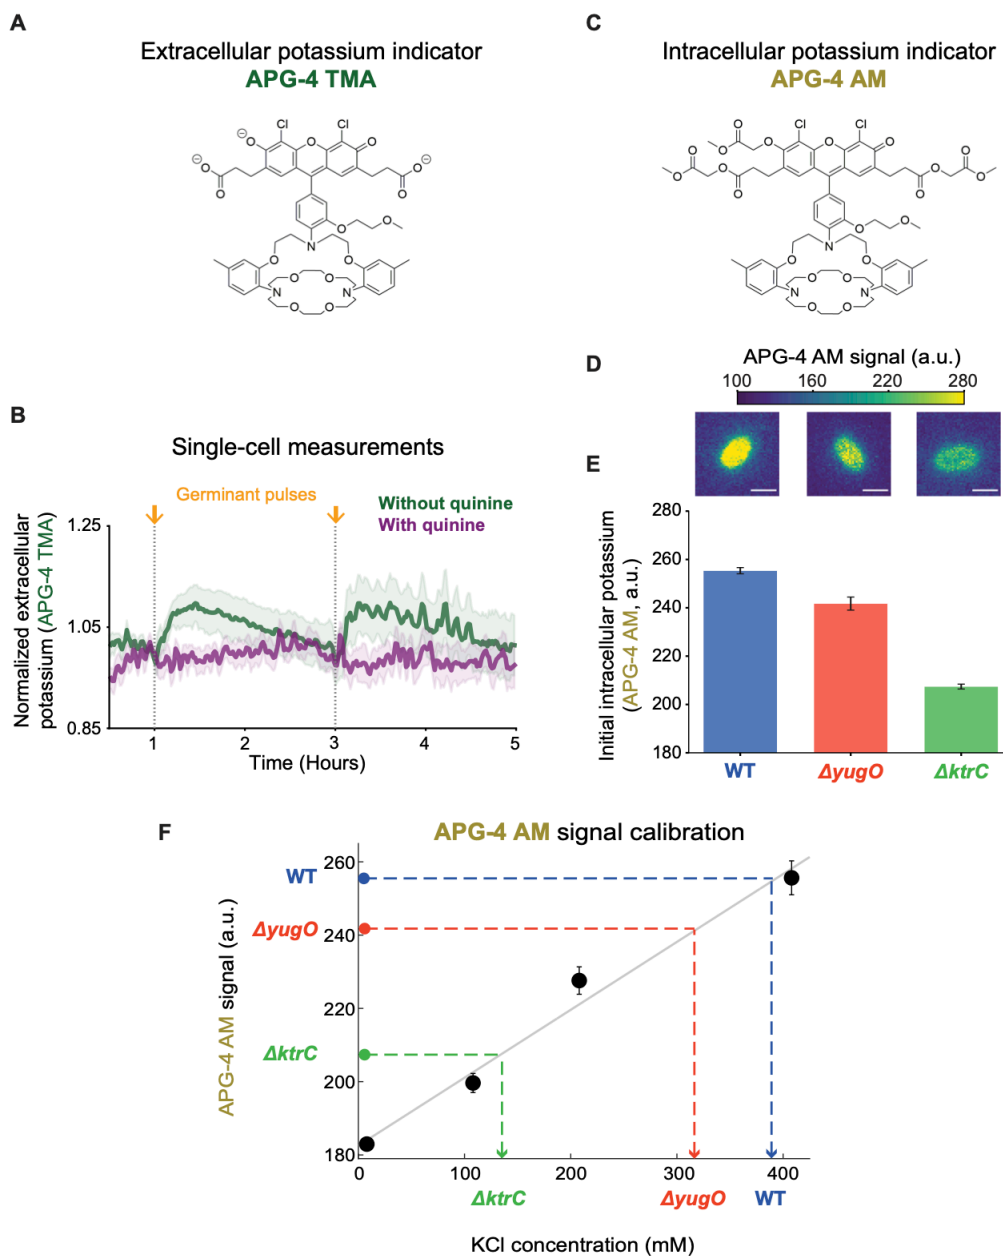 A
Extracellular potassium indicator
APG-4 TMA
Cl Cl
⊖ O O O
⊖ O O ⊖
O O
O O
N
O O
O O
N N
O O
C
Intracellular potassium indicator
APG-4 AM
O Cl Cl
O O O O
O O O
O O O O O O
O O
N
O O
O O
N N
O O
B
Single-cell measurements
Germinant pulses
Without quinine
With quinine
Normalized extracellular
potassium (APG-4 TMA)
1.25
1.05
0.85
1 2 3 4 5
Time (Hours)
D
APG-4 AM signal (a.u.)
100 160 220 280
E
Initial intracellular potassium
(APG-4 AM, a.u.)
280
260
240
220
200
180
WT ΔyugO ΔktrC
F
APG-4 AM signal calibration
APG-4 AM signal (a.u.)
WT
ΔyugO
ΔktrC
260
240
220
200
180
0 100 200 300 400
ΔktrC ΔyugO WT
KCl concentration (mM)